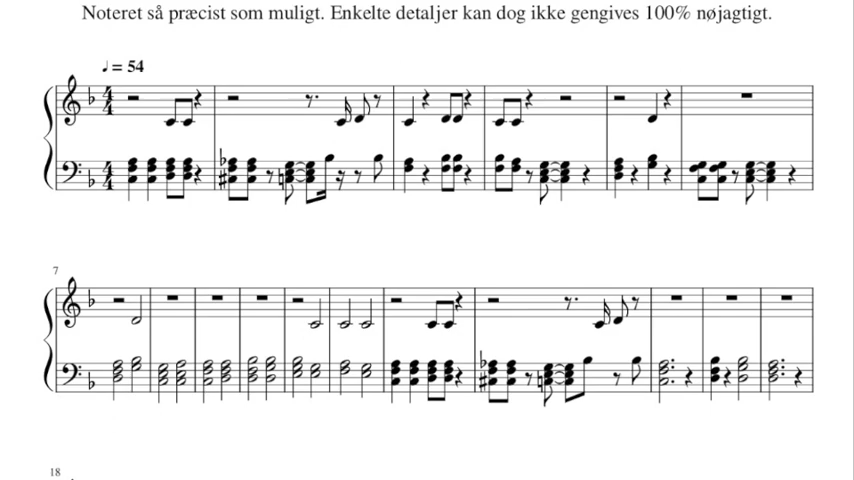 Noteret så præcist som muligt. Enkelte detaljer kan dog ikke gengives 100% nøjagtigt.
♩ = 54
7
18